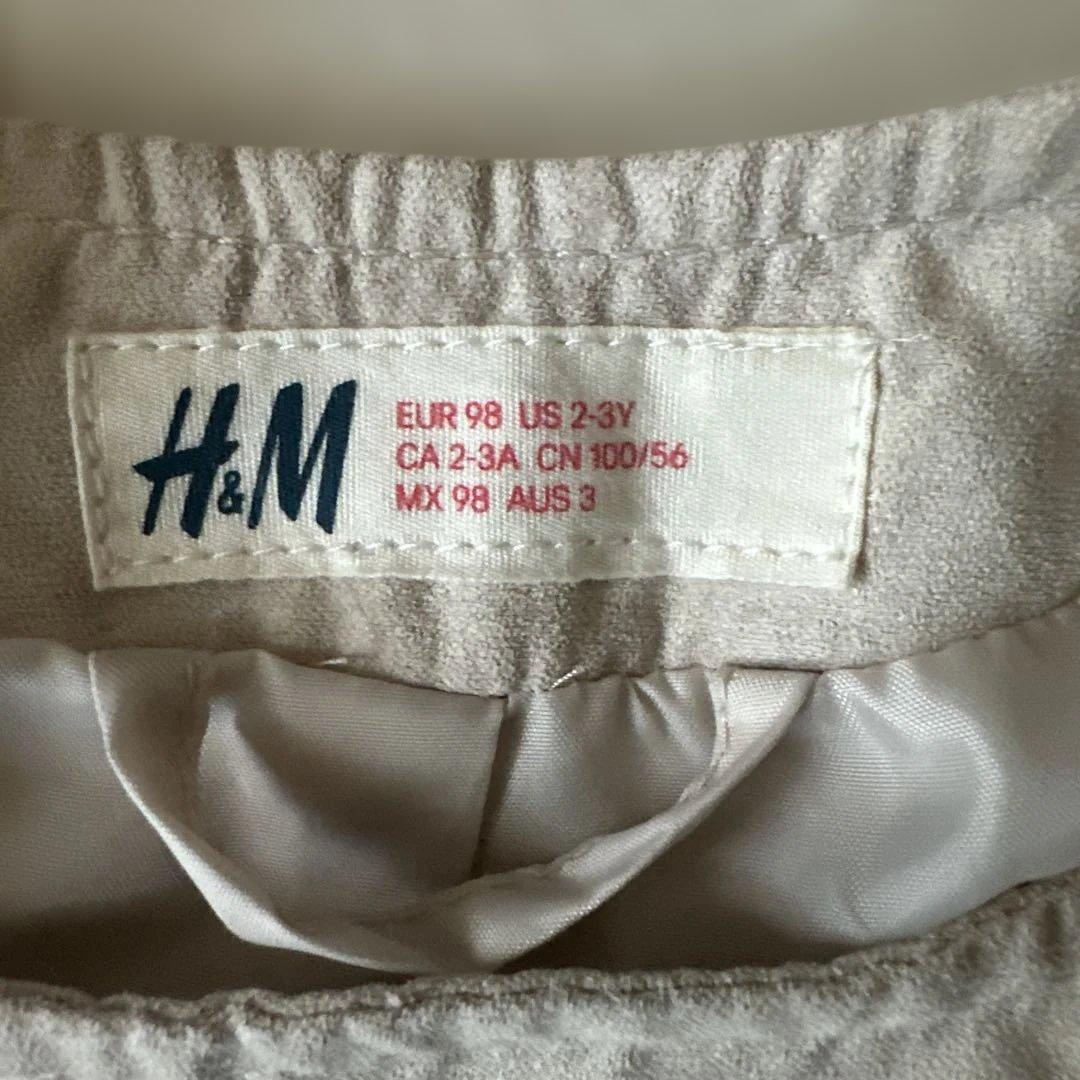 H&M
EUR 98 US 2-3Y
CA 2-3A CN 100/56
MX 98 AUS 3